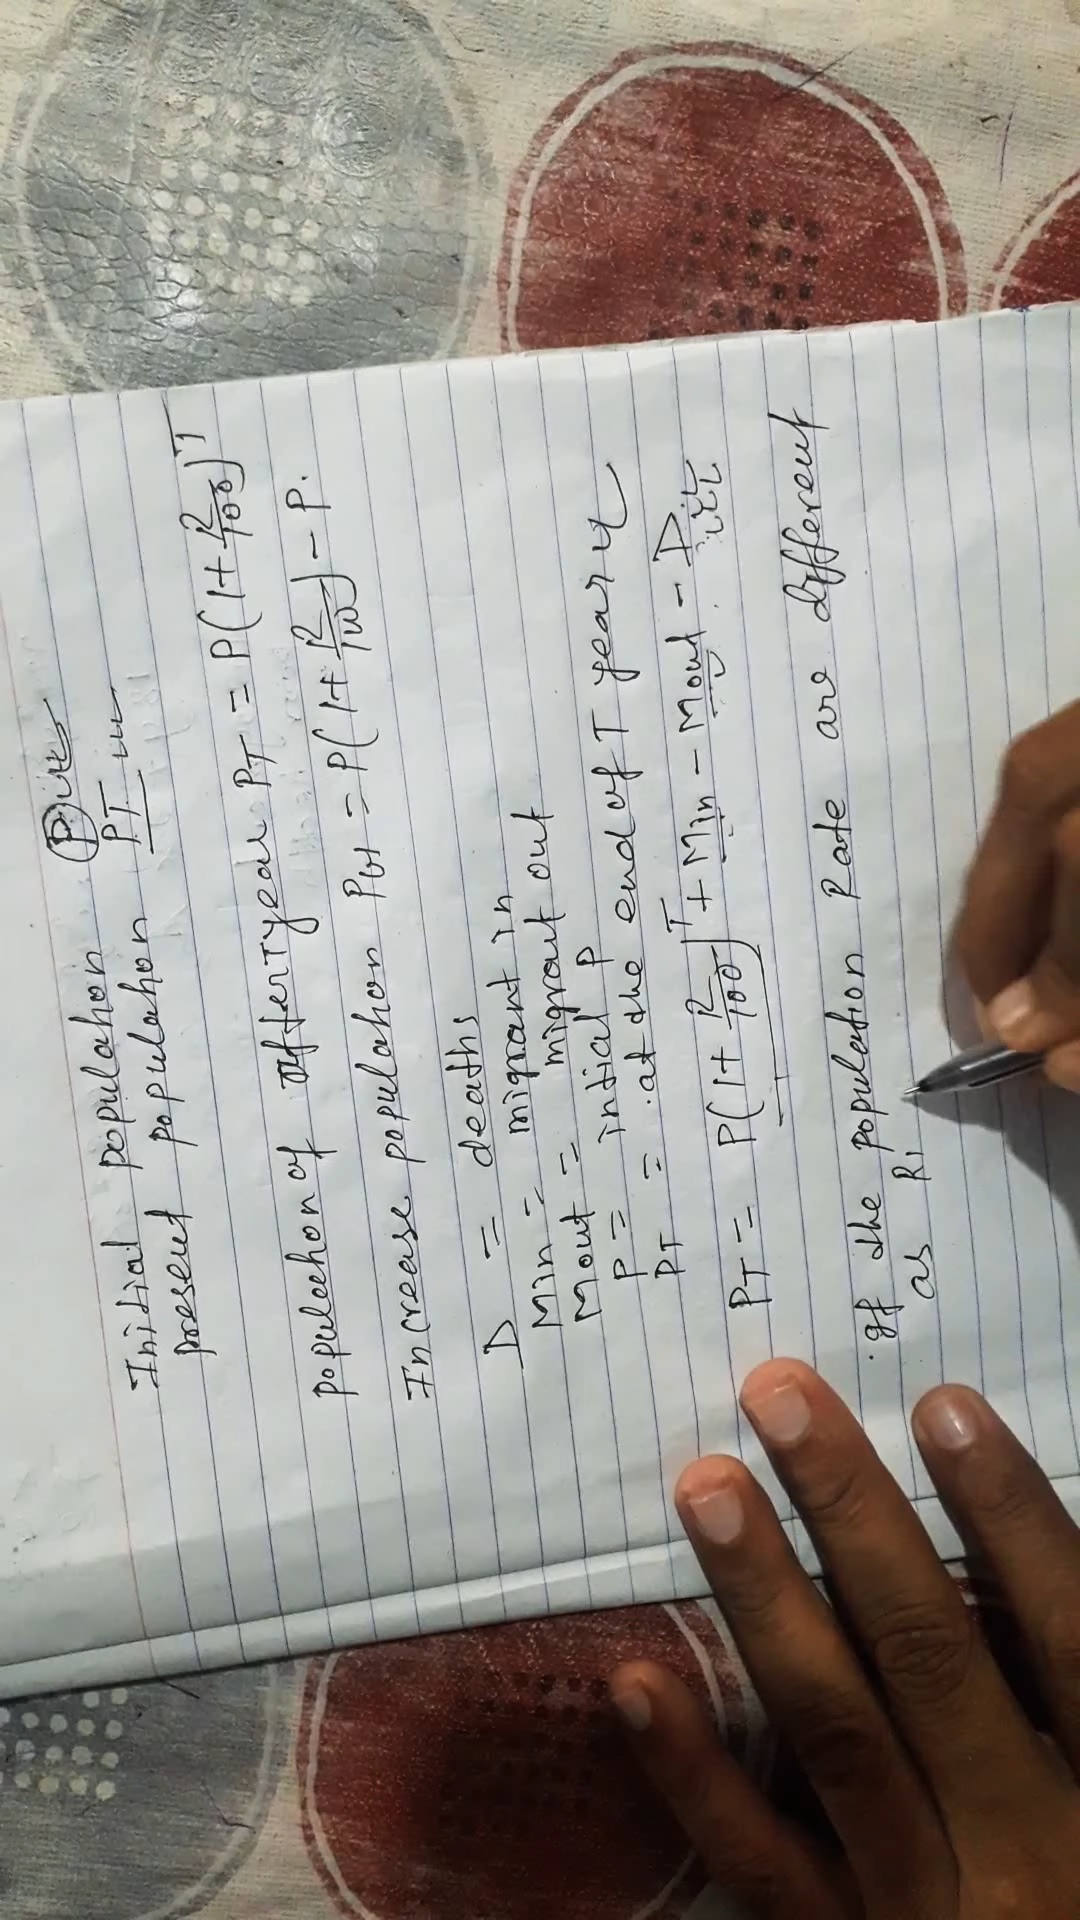 Initial population. (P)
present population PT
population of after T year PT = P(1+R/100)^T
Increase population = P(1+R/100) - P.
D = deaths
Min = migrant in
Mout = migrant out
P = intial P
PT = at the end of T year
PT = P(1+R/100)^T + Min - Mout - D
. If the population Rate are different
as R1